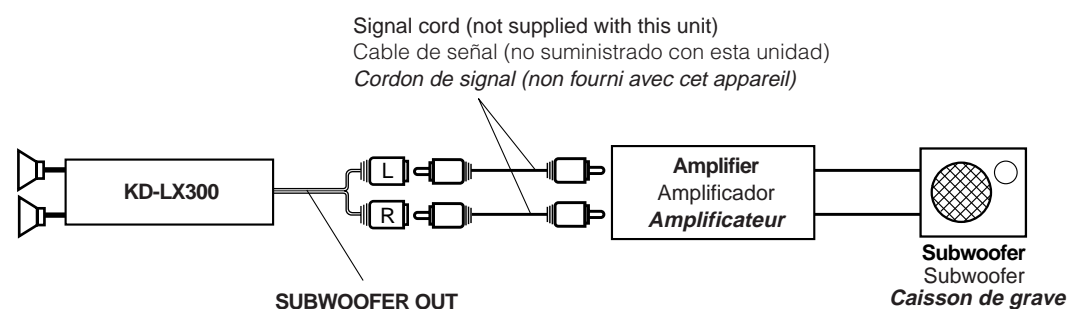 Signal cord (not supplied with this unit)
Cable de señal (no suministrado con esta unidad)
Cordon de signal (non fourni avec cet appareil)
KD-LX300
L
R
Amplifier
Amplificador
Amplificateur
Subwoofer
Subwoofer
Caisson de grave
SUBWOOFER OUT